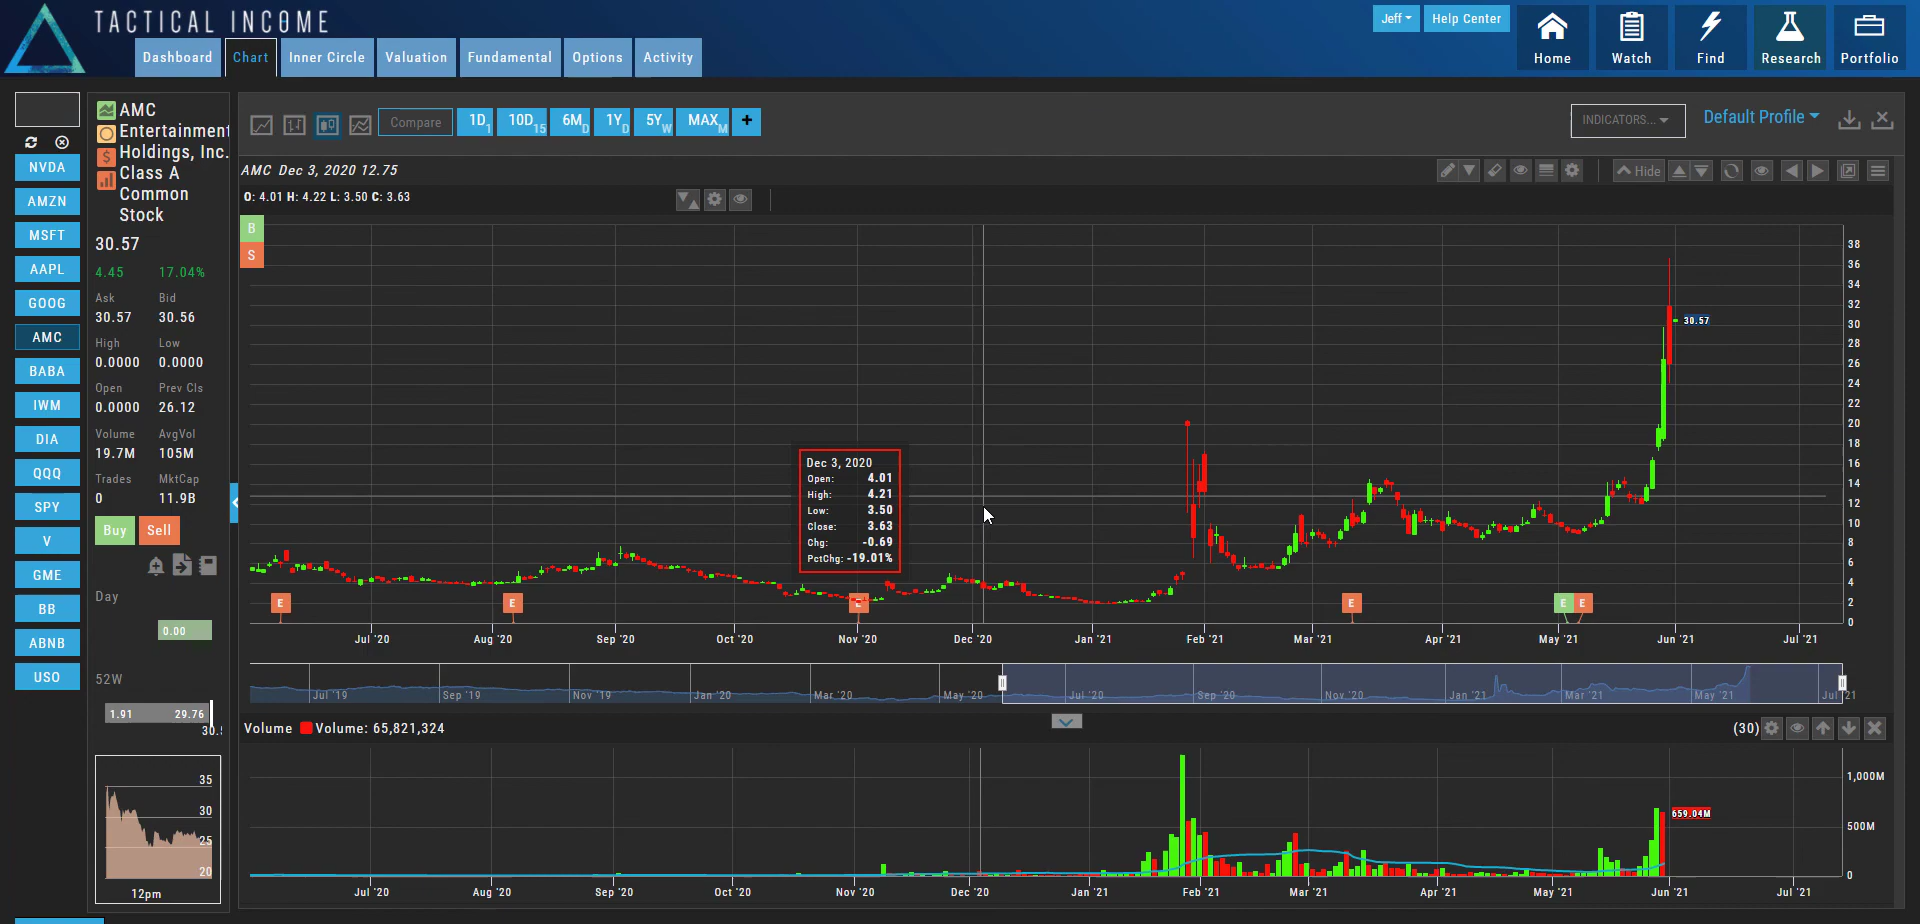 TACTICAL INCOME
Jeff
Help Center
Home
Watch
Find
Research
Portfolio
Dashboard
Chart
Inner Circle
Valuation
Fundamental
Options
Activity
NVDA
AMZN
MSFT
AAPL
GOOG
AMC
BABA
IWM
DIA
QQQ
SPY
V
GME
BB
ABNB
USO
AMC
Entertainment
Holdings, Inc.
Class A
Common
Stock
30.57
4.45 17.04%
Ask Bid
30.57 30.56
High Low
0.0000 0.0000
Open Prev Cls
0.0000 26.12
Volume AvgVol
19.7M 105M
Trades MktCap
0 11.9B
Buy Sell
Day
0.00
52W
1.91 29.76
35
30
25
20
12pm
Compare
1D 1
10D 15
6M D
1Y D
5Y W
MAX M
+
INDICATORS...
Default Profile
AMC Dec 3, 2020 12.75
Hide
O: 4.01 H: 4.22 L: 3.50 C: 3.63
B
S
Dec 3, 2020
Open: 4.01
High: 4.21
Low: 3.50
Close: 3.63
Chg: -0.69
PctChg: -19.01%
38
36
34
32
30
28
26
24
22
20
18
16
14
12
10
8
6
4
2
0
30.57
E
E
E
E
E
E
Jul '20
Aug '20
Sep '20
Oct '20
Nov '20
Dec '20
Jan '21
Feb '21
Mar '21
Apr '21
May '21
Jun '21
Jul '21
Jul '19
Sep '19
Nov '19
Jan '20
Mar '20
May '20
Jul '20
Sep '20
Nov '20
Jan '21
Mar '21
May '21
Jul '21
Volume Volume: 65,821,324
(30)
1,000M
659.04M
500M
0
Jul '20
Aug '20
Sep '20
Oct '20
Nov '20
Dec '20
Jan '21
Feb '21
Mar '21
Apr '21
May '21
Jun '21
Jul '21